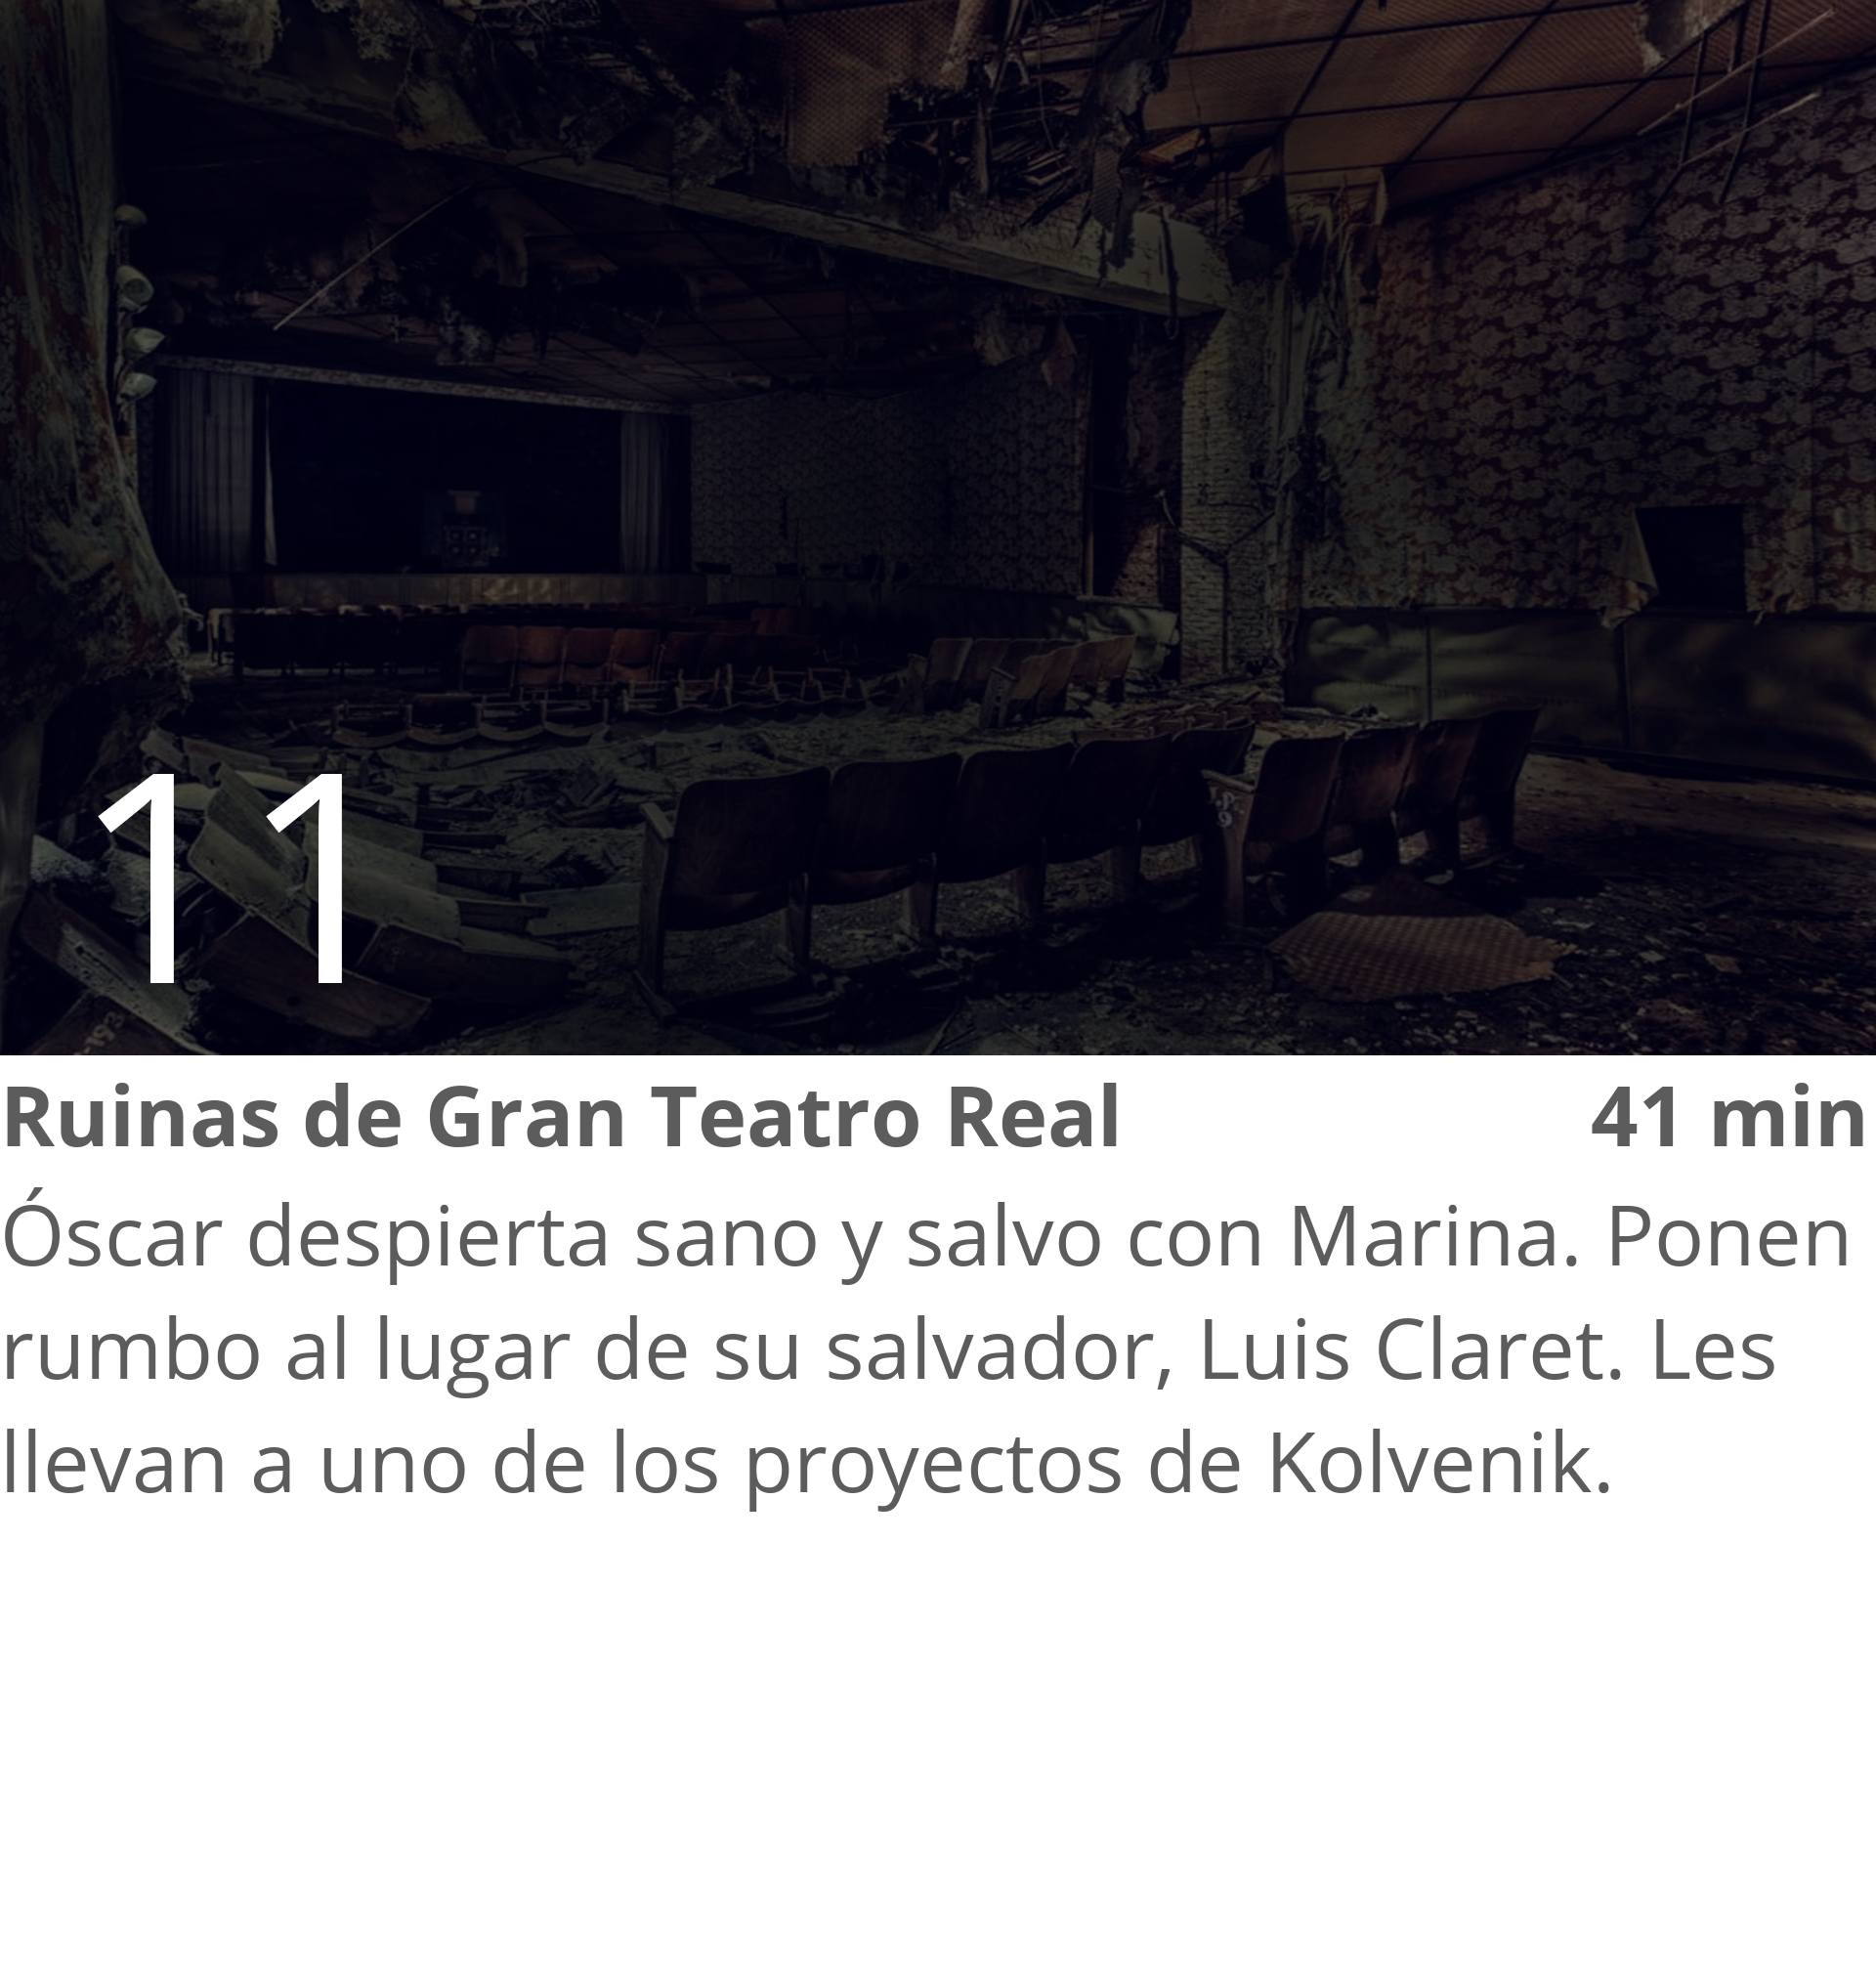 11
Ruinas de Gran Teatro Real 41 min
Óscar despierta sano y salvo con Marina. Ponen
rumbo al lugar de su salvador, Luis Claret. Les
llevan a uno de los proyectos de Kolvenik.